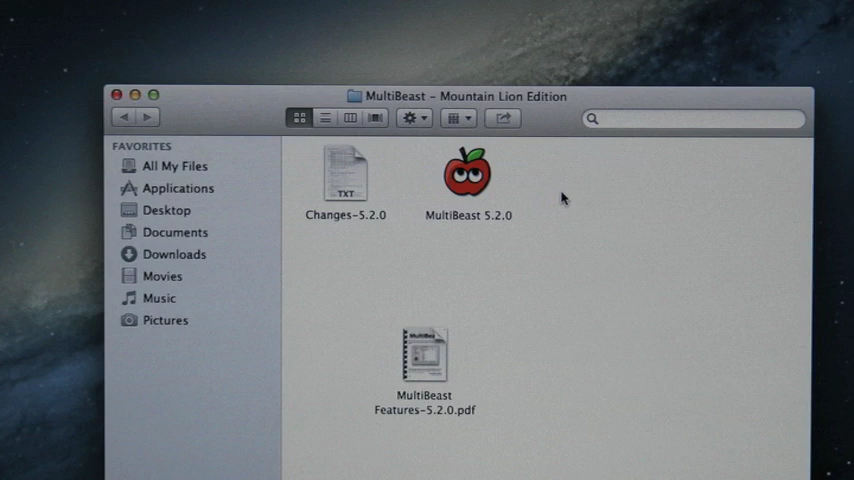 MultiBeast – Mountain Lion Edition
FAVORITES
All My Files
Applications
Desktop
Documents
Downloads
Movies
Music
Pictures
TXT
Changes-5.2.0
MultiBeast 5.2.0
MultiBeast
Features-5.2.0.pdf